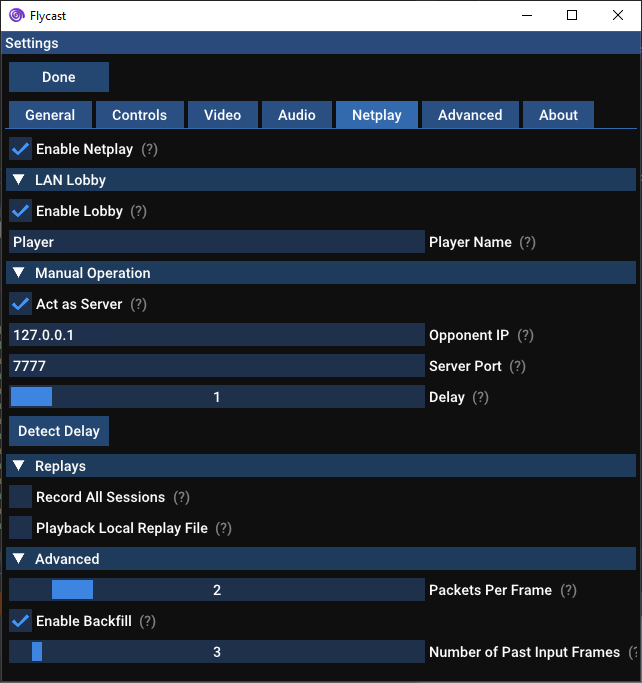 Flycast
Settings
Done
General Controls Video Audio Netplay Advanced About
Enable Netplay (?)
LAN Lobby
Enable Lobby (?)
Player Player Name (?)
Manual Operation
Act as Server (?)
127.0.0.1 Opponent IP (?)
7777 Server Port (?)
1 Delay (?)
Detect Delay
Replays
Record All Sessions (?)
Playback Local Replay File (?)
Advanced
2 Packets Per Frame (?)
Enable Backfill (?)
3 Number of Past Input Frames (?